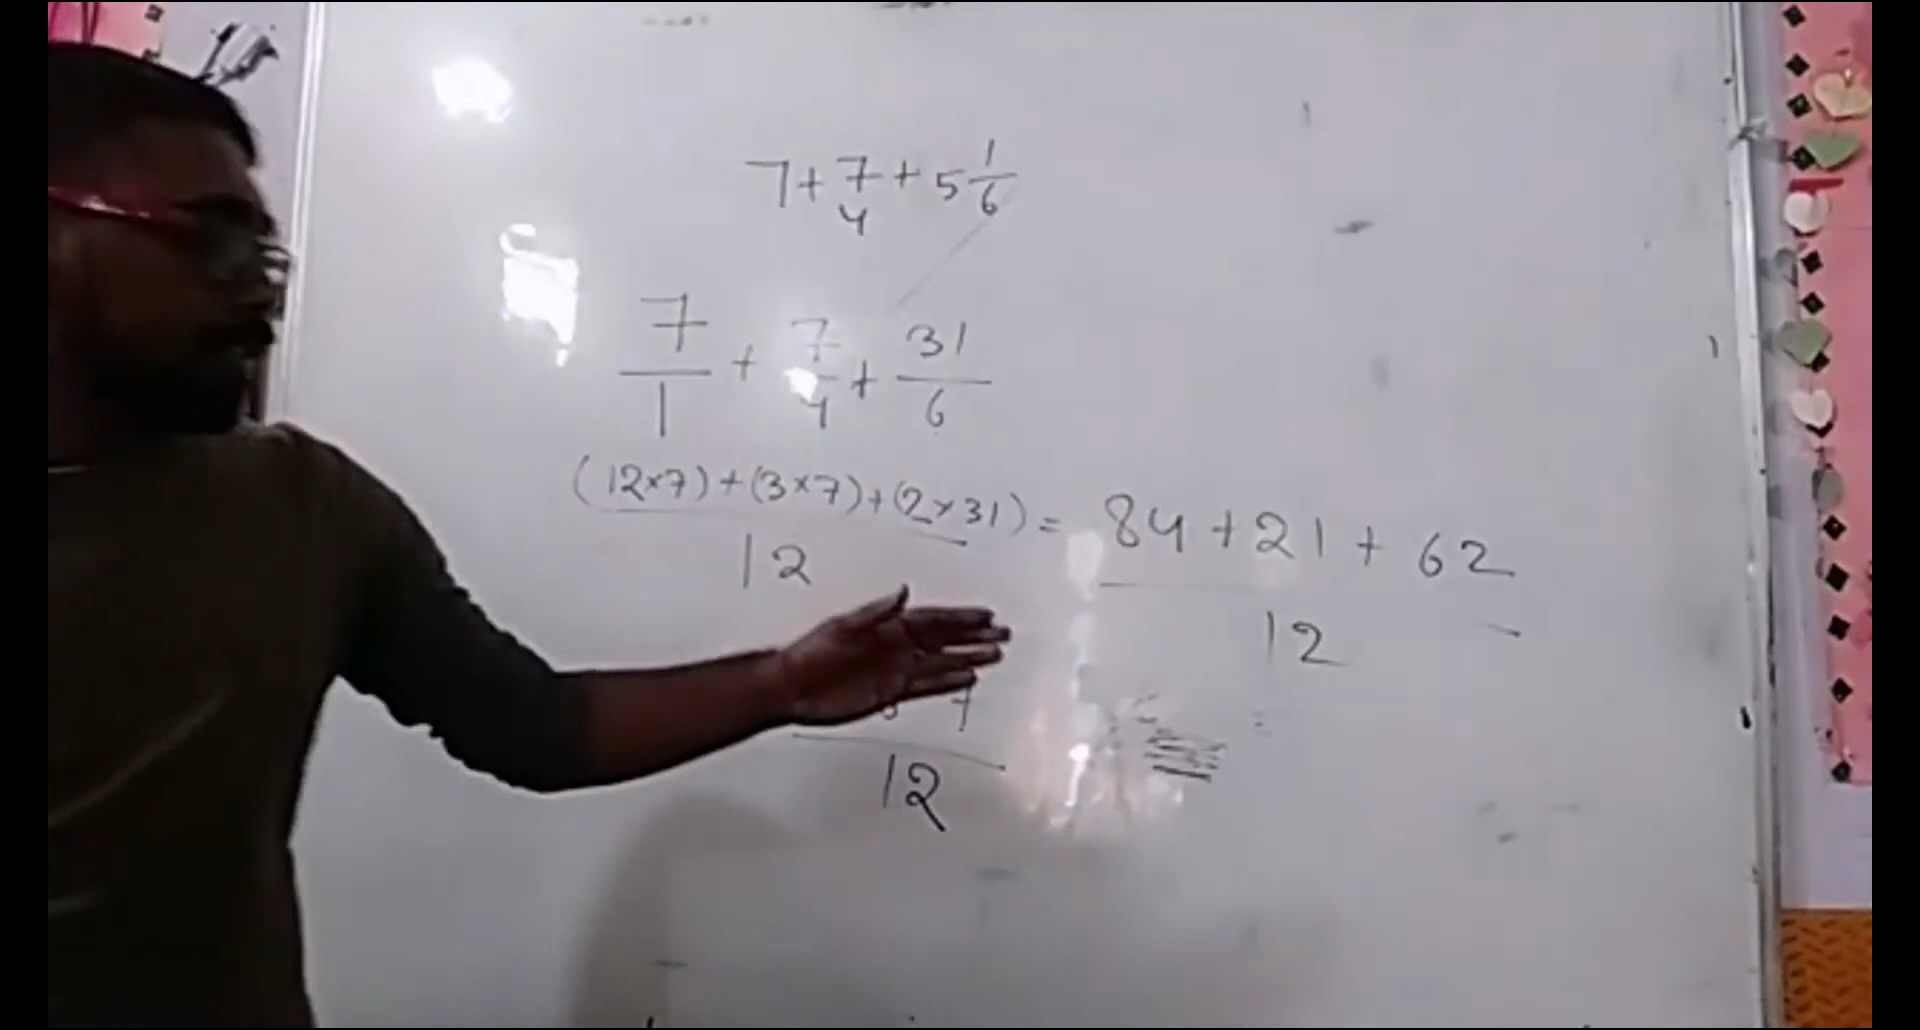 7 + 7/4 + 5 1/6
7/1 + 7/4 + 31/6
(12×7)+(3×7)+(2×31)/12 = 84+21+62/12
7/12 =